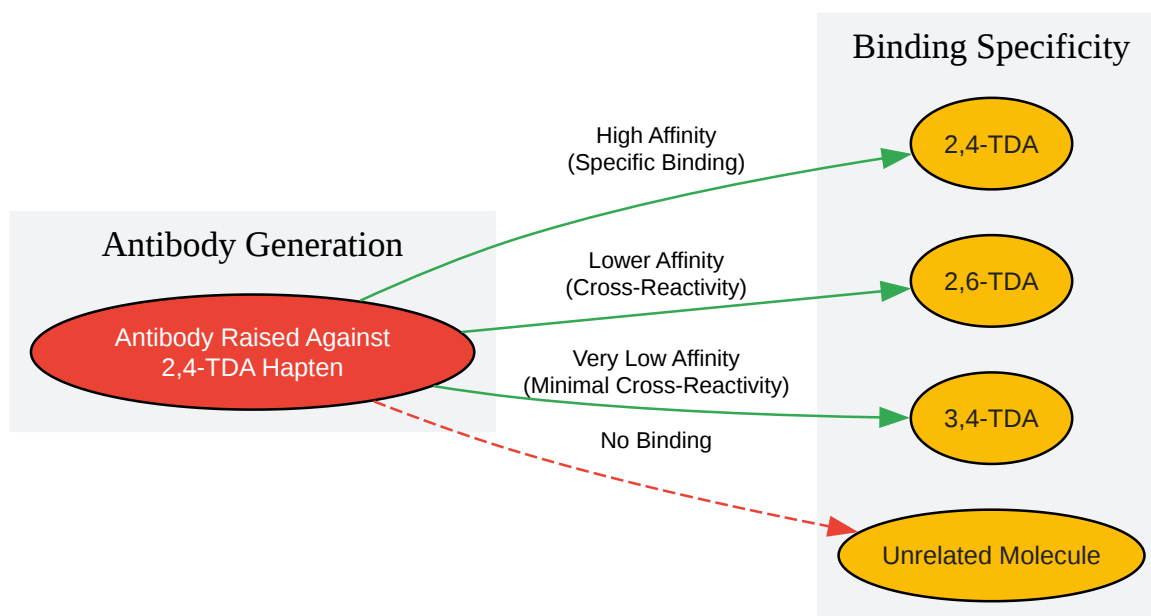 Binding Specificity
2,4-TDA
High Affinity
(Specific Binding)
Antibody Generation
Lower Affinity
(Cross-Reactivity)
2,6-TDA
Antibody Raised Against
2,4-TDA Hapten
Very Low Affinity
(Minimal Cross-Reactivity)
3,4-TDA
No Binding
Unrelated Molecule